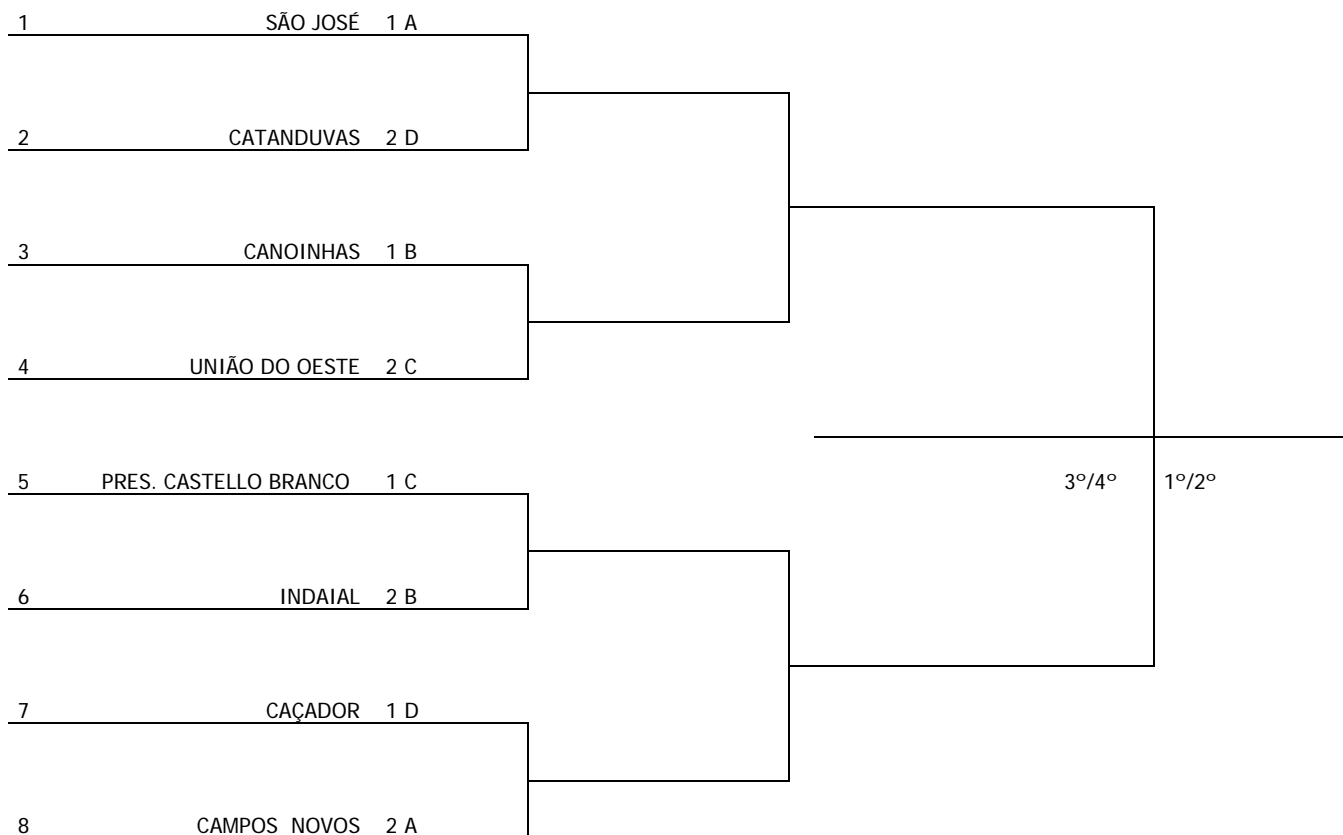 1 SÃO JOSÉ 1 A
2 CATANDUVAS 2 D
3 CANOINHAS 1 B
4 UNIÃO DO OESTE 2 C
5 PRES. CASTELLO BRANCO 1 C
3º/4º 1º/2º
6 INDAIAL 2 B
7 CAÇADOR 1 D
8 CAMPOS NOVOS 2 A